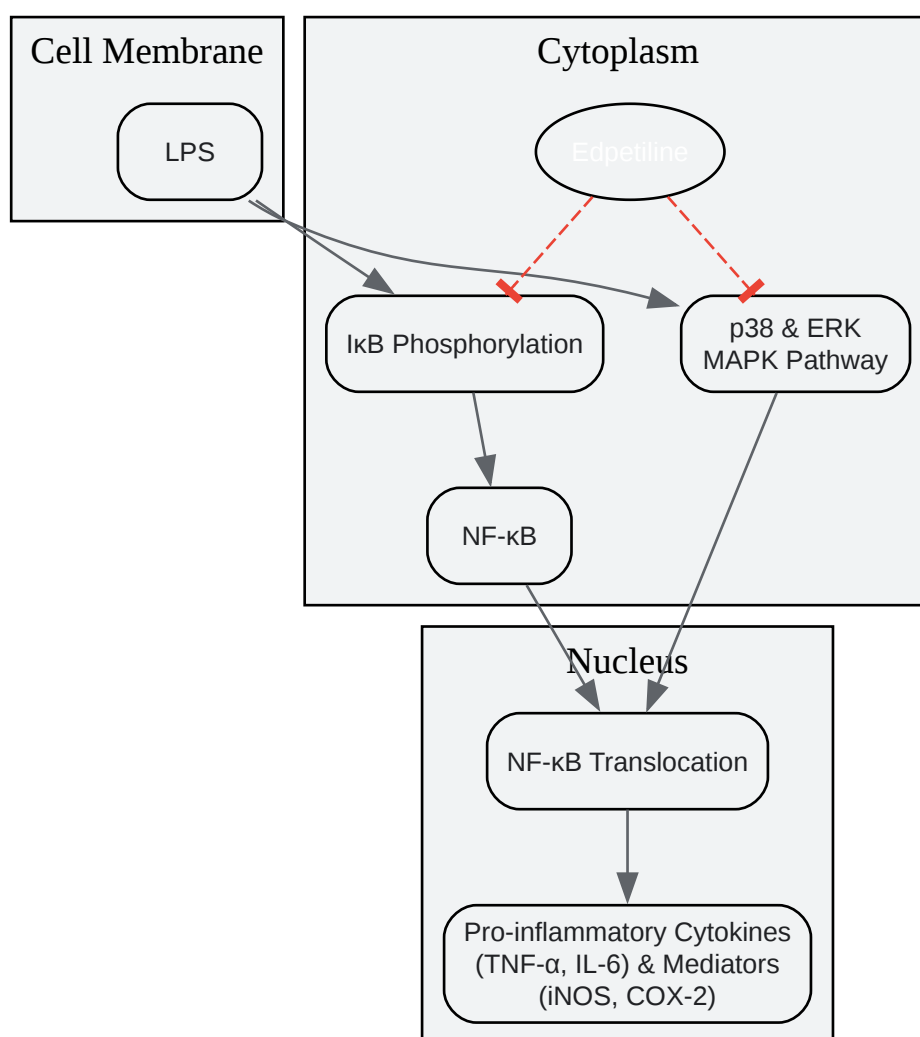 Cell Membrane
LPS
Cytoplasm
Edpetiline
IκB Phosphorylation
p38 & ERK
MAPK Pathway
NF-κB
Nucleus
NF-κB Translocation
Pro-inflammatory Cytokines
(TNF-α, IL-6) & Mediators
(iNOS, COX-2)